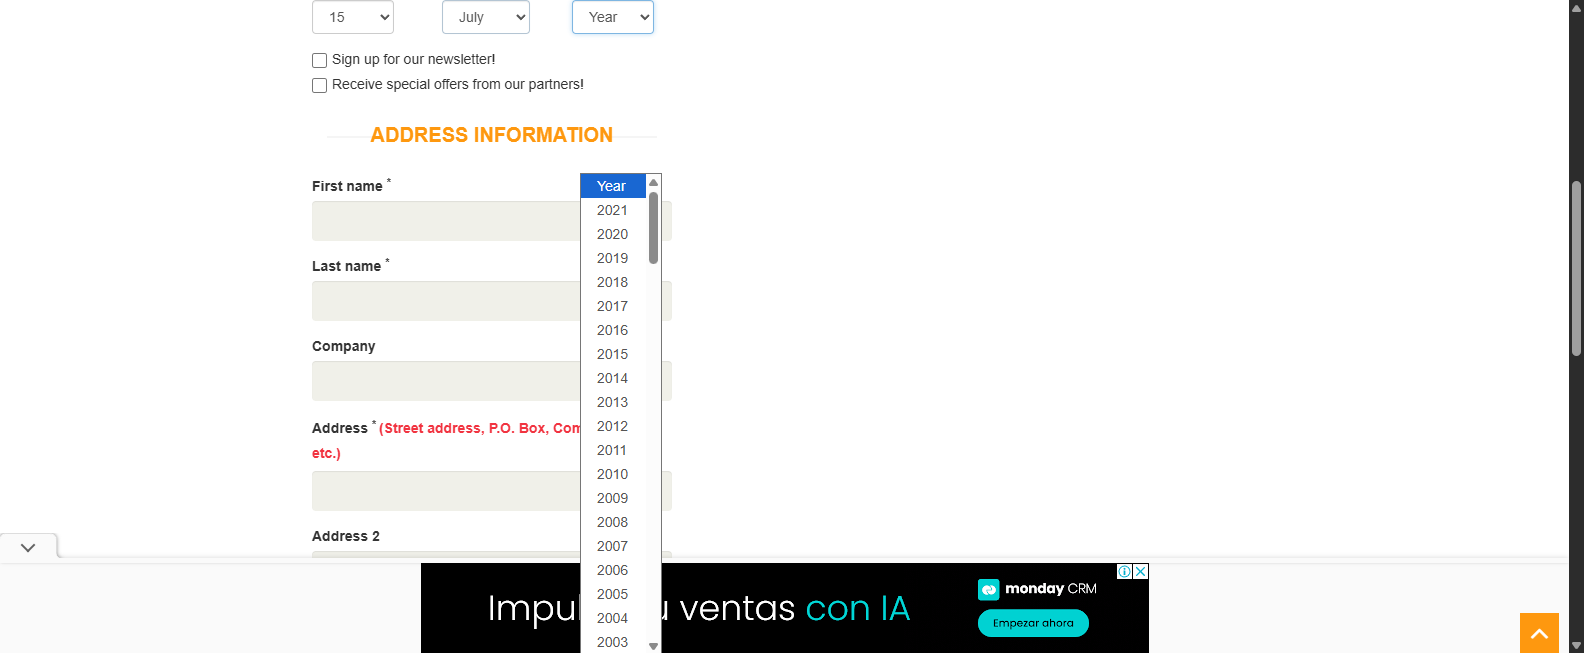 15 July Year
Sign up for our newsletter!
Receive special offers from our partners!
ADDRESS INFORMATION
First name *
Last name *
Company
Address * (Street address, P.O. Box, Com
etc.)
Address 2
Year
2021
2020
2019
2018
2017
2016
2015
2014
2013
2012
2011
2010
2009
2008
2007
2006
2005
2004
2003
Impul u ventas con IA
monday CRM
Empezar ahora